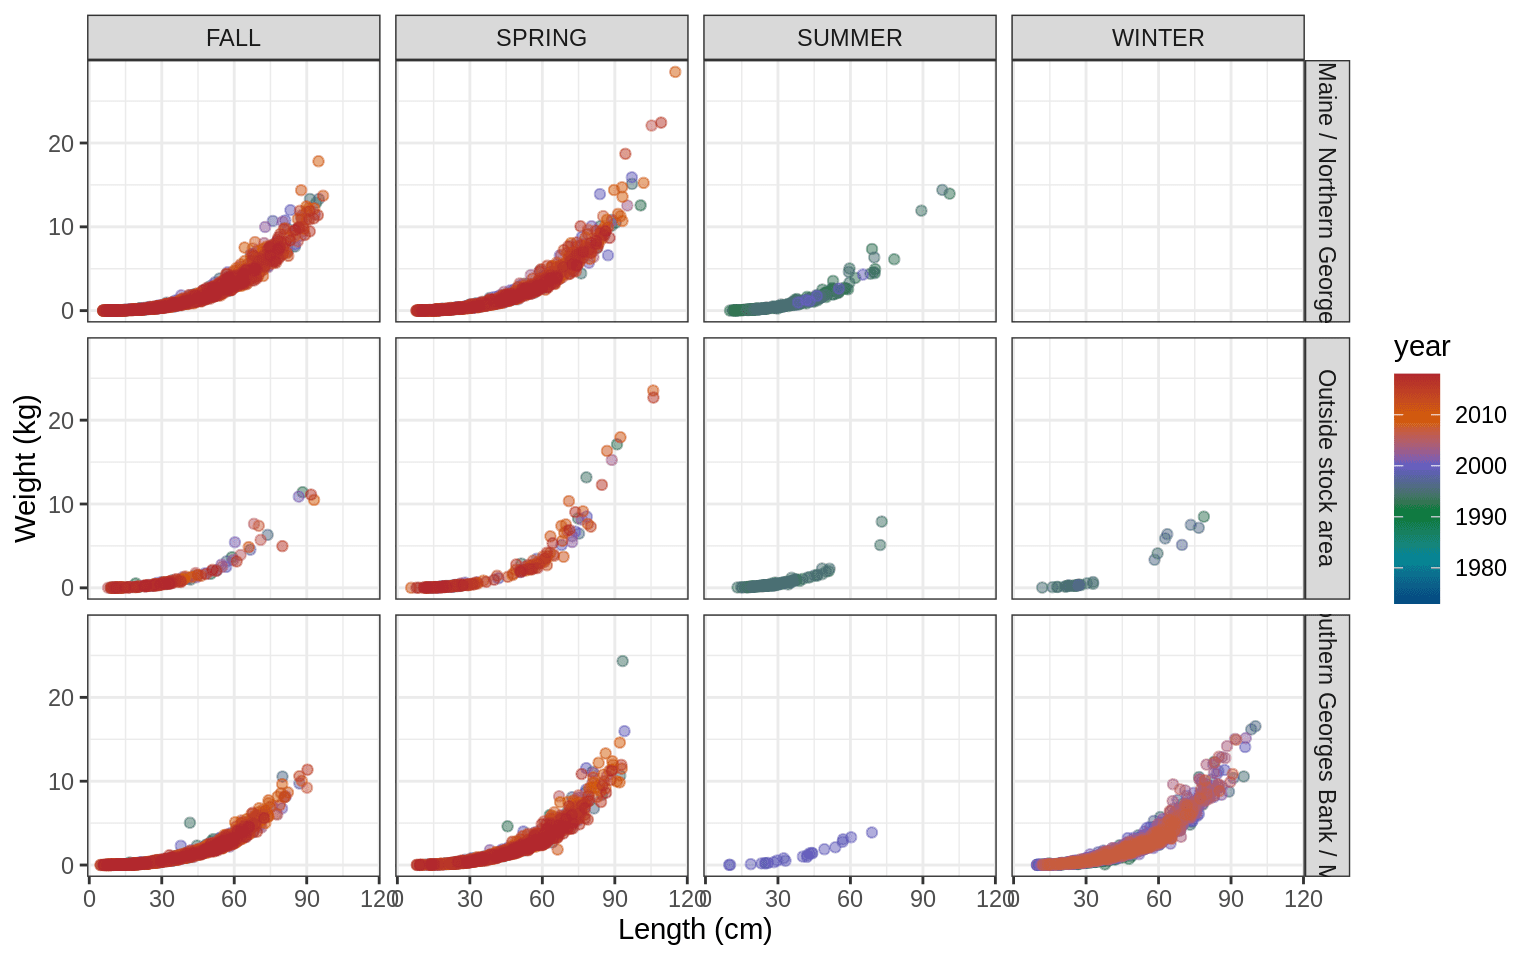 FALL SPRING SUMMER WINTER
20
10
0
Maine / Northern George
20
10
0
Outside stock area
20
10
0
uthern Georges Bank /
0 30 60 90 120 0 30 60 90 120 0 30 60 90 120 0 30 60 90 120
Length (cm)
Weight (kg)
year
2010
2000
1990
1980